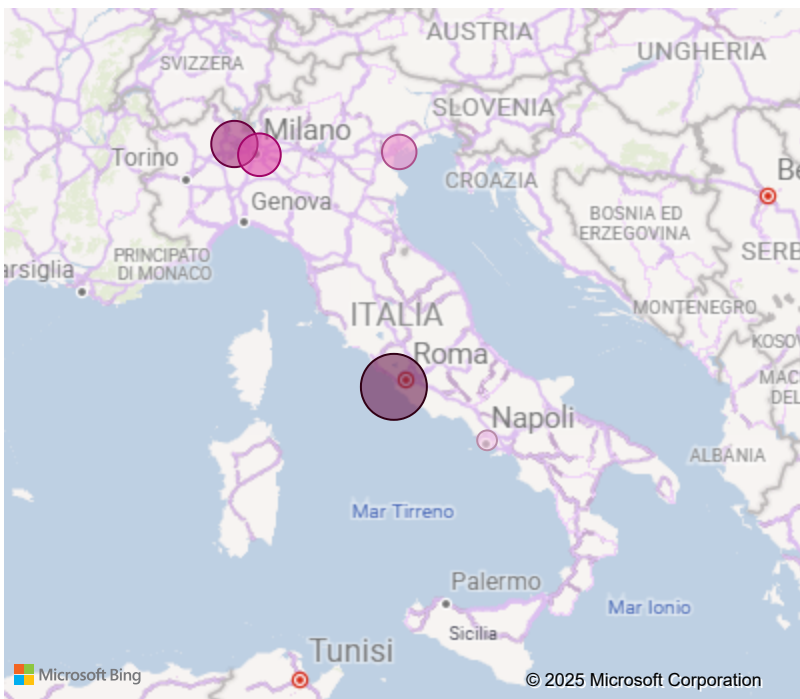 AUSTRIA
UNGHERIA
SVIZZERA
SLOVENIA
Milano
Torino
CROAZIA
Be
Genova
BOSNIA ED
ERZEGOVINA
SERB
PRINCIPATO
DI MONACO
arsiglia
MONTENEGRO
ITALIA
KOSOV
Roma
MAC
DEL
Napoli
ALBANIA
Mar Tirreno
Palermo
Mar Ionio
Sicilia
Tunisi
Microsoft Bing
© 2025 Microsoft Corporation